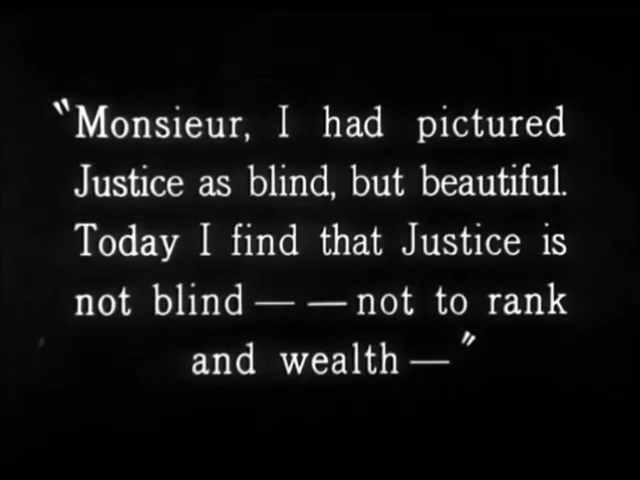 "Monsieur, I had pictured
Justice as blind, but beautiful.
Today I find that Justice is
not blind — — not to rank
and wealth — "